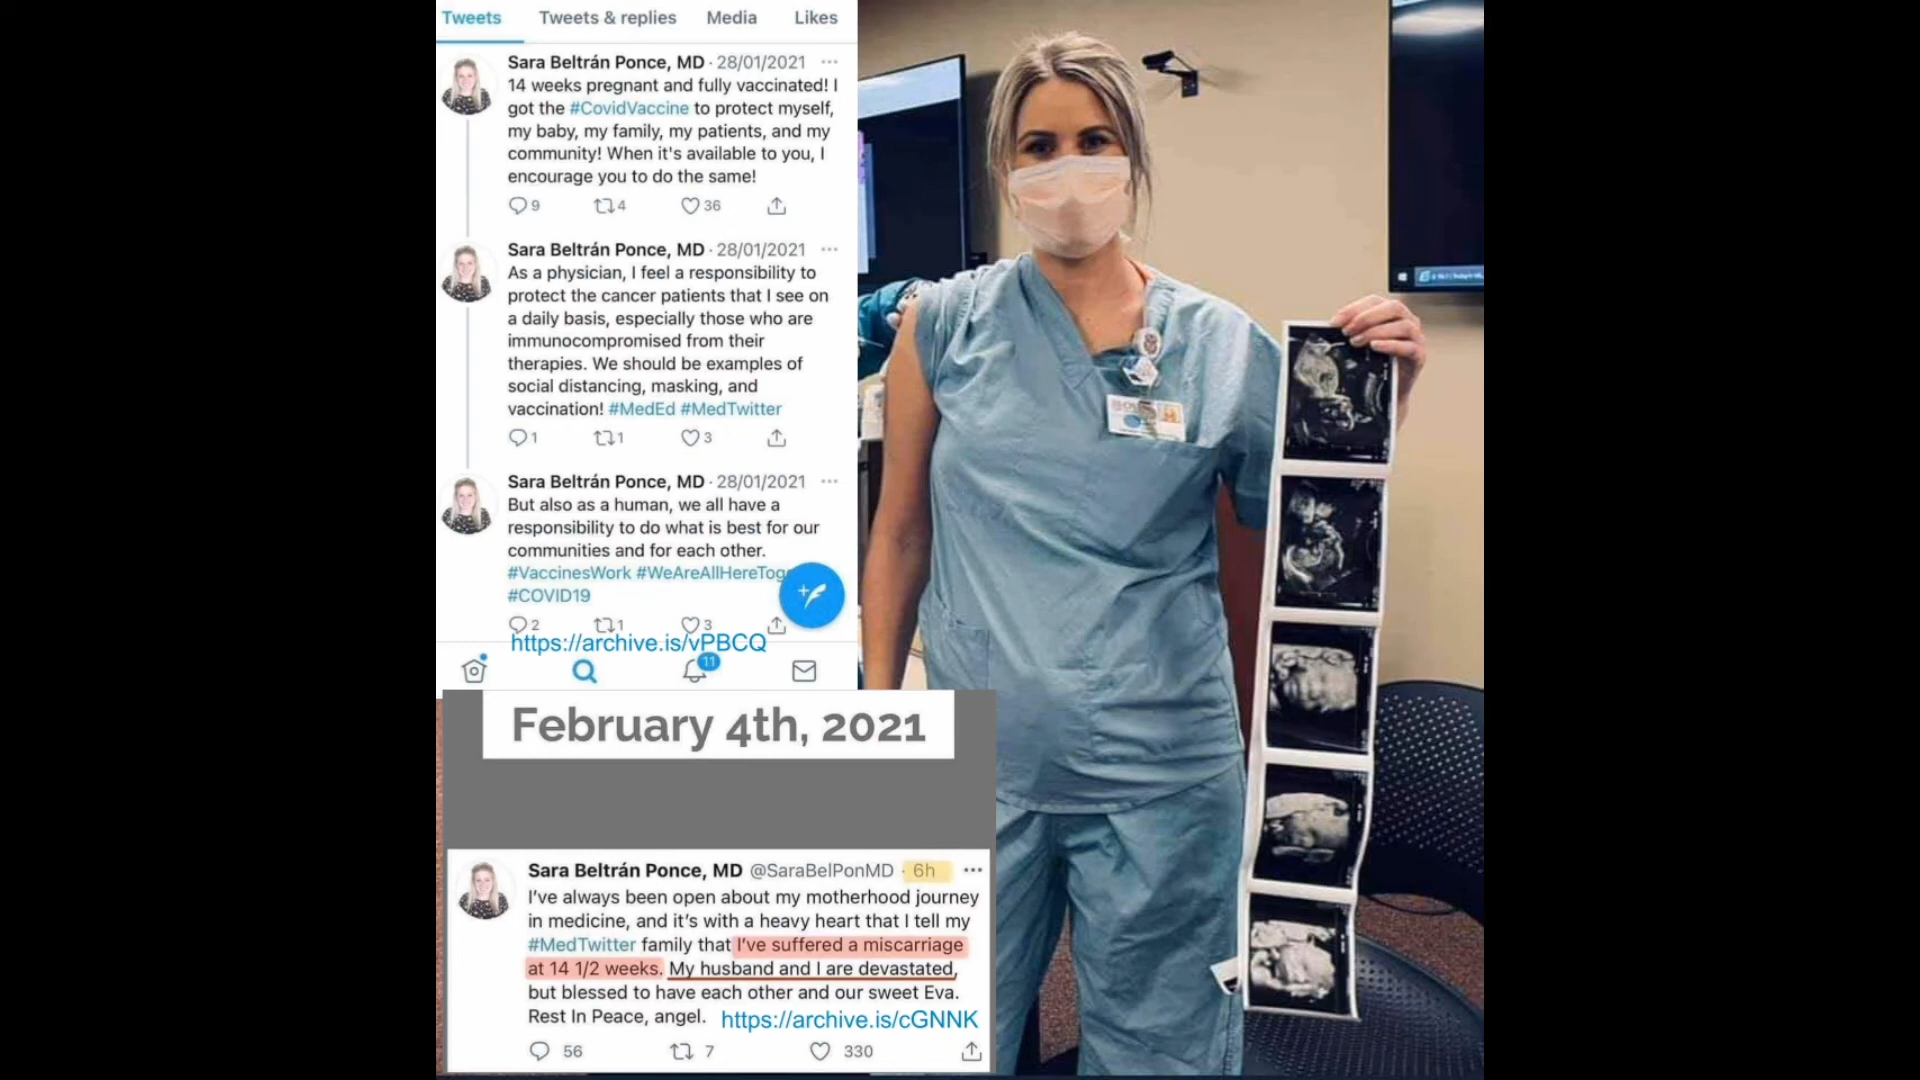 Tweets Tweets & replies Media Likes
Sara Beltrán Ponce, MD · 28/01/2021 ···
14 weeks pregnant and fully vaccinated! I
got the #CovidVaccine to protect myself,
my baby, my family, my patients, and my
community! When it's available to you, I
encourage you to do the same!
9 4 36
Sara Beltrán Ponce, MD · 28/01/2021 ···
As a physician, I feel a responsibility to
protect the cancer patients that I see on
a daily basis, especially those who are
immunocompromised from their
therapies. We should be examples of
social distancing, masking, and
vaccination! #MedEd #MedTwitter
1 1 3
Sara Beltrán Ponce, MD · 28/01/2021 ···
But also as a human, we all have a
responsibility to do what is best for our
communities and for each other.
#VaccinesWork #WeAreAllHereTog
#COVID19
2 1 3
https://archive.is/vPBCQ
11
February 4th, 2021
Sara Beltrán Ponce, MD @SaraBelPonMD · 6h ···
I've always been open about my motherhood journey
in medicine, and it's with a heavy heart that I tell my
#MedTwitter family that I've suffered a miscarriage
at 14 1/2 weeks. My husband and I are devastated,
but blessed to have each other and our sweet Eva.
Rest In Peace, angel. https://archive.is/cGNNK
56 7 330